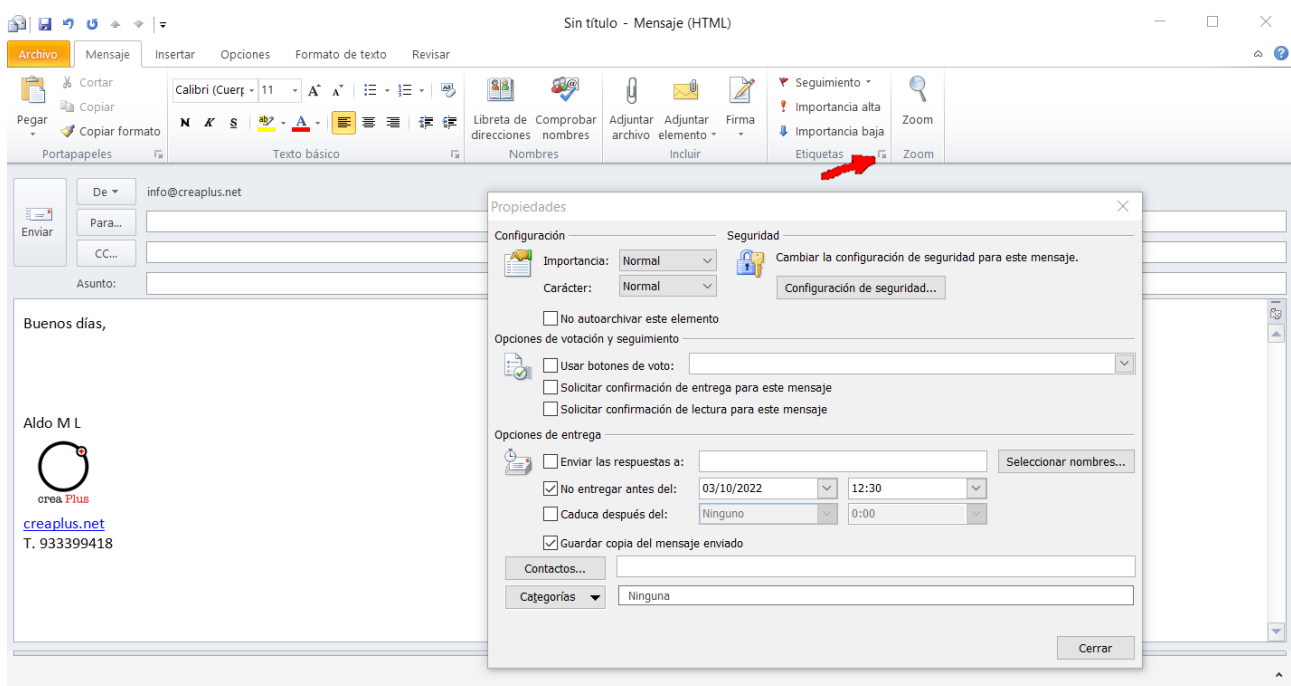 Sin título - Mensaje (HTML)
Archivo Mensaje Insertar Opciones Formato de texto Revisar
Pegar
Cortar
Copiar
Copiar formato
Portapapeles
Calibri (Cuerp 11
N K S
Texto básico
Libreta de direcciones
Comprobar nombres
Nombres
Adjuntar archivo
Adjuntar elemento
Firma
Incluir
Seguimiento
Importancia alta
Importancia baja
Etiquetas
Zoom
Zoom
Enviar
De info@creaplus.net
Para...
CC...
Asunto:
Buenos días,
Aldo M L
crea Plus
creaplus.net
T. 933399418
Propiedades
Configuración
Importancia: Normal
Carácter: Normal
No autoarchivar este elemento
Seguridad
Cambiar la configuración de seguridad para este mensaje.
Configuración de seguridad...
Opciones de votación y seguimiento
Usar botones de voto:
Solicitar confirmación de entrega para este mensaje
Solicitar confirmación de lectura para este mensaje
Opciones de entrega
Enviar las respuestas a: Seleccionar nombres...
No entregar antes del: 03/10/2022 12:30
Caduca después del: Ninguno 0:00
Guardar copia del mensaje enviado
Contactos...
Categorías Ninguna
Cerrar